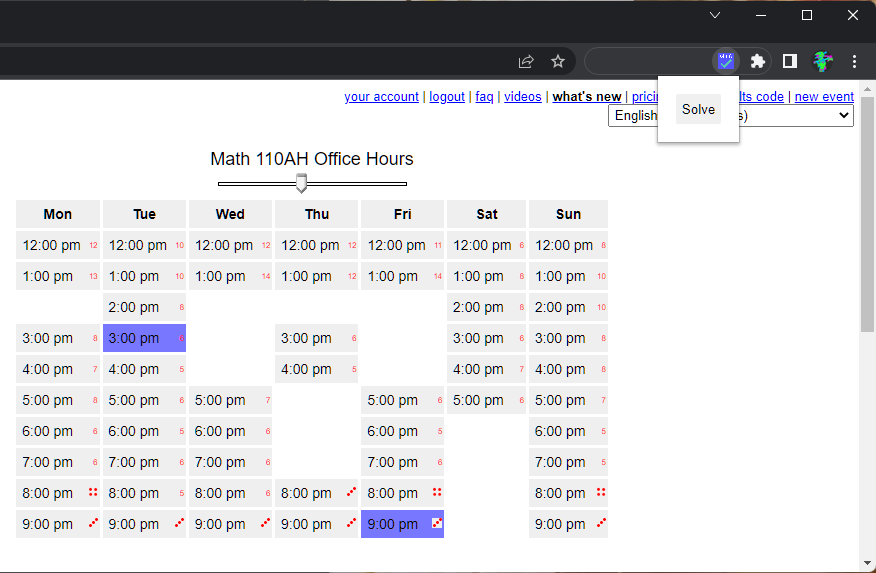 your account | logout | faq | videos | what's new | pricin
lts code | new event
Solve
English
s)
Math 110AH Office Hours
Mon Tue Wed Thu Fri Sat Sun
12:00 pm 12 12:00 pm 10 12:00 pm 12 12:00 pm 12 12:00 pm 11 12:00 pm 6 12:00 pm 8
1:00 pm 13 1:00 pm 10 1:00 pm 14 1:00 pm 12 1:00 pm 14 1:00 pm 8 1:00 pm 10
2:00 pm 8 2:00 pm 8 2:00 pm 10
3:00 pm 8 3:00 pm 3:00 pm 6 3:00 pm 6 3:00 pm 8
4:00 pm 7 4:00 pm 5 4:00 pm 5 4:00 pm 7 4:00 pm 8
5:00 pm 8 5:00 pm 6 5:00 pm 7 5:00 pm 6 5:00 pm 6 5:00 pm 7
6:00 pm 6 6:00 pm 5 6:00 pm 6 6:00 pm 5 6:00 pm 5
7:00 pm 6 7:00 pm 6 7:00 pm 6 7:00 pm 6 7:00 pm 5
8:00 pm 8:00 pm 5 8:00 pm 6 8:00 pm 8:00 pm 8:00 pm
9:00 pm 9:00 pm 9:00 pm 9:00 pm 9:00 pm 9:00 pm